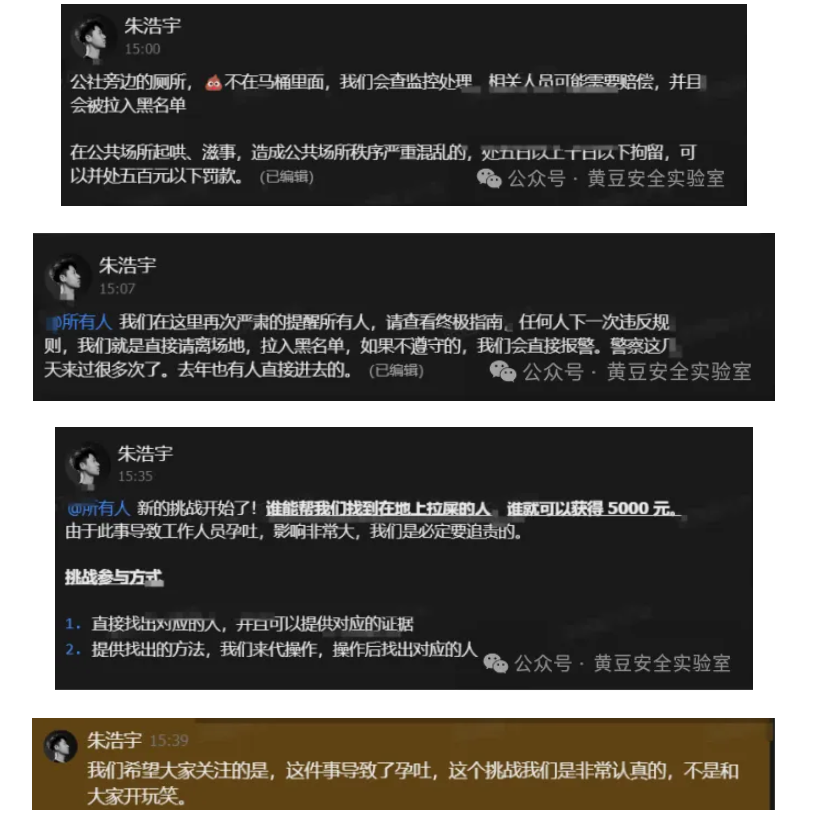 朱浩宇
15:00
公社旁边的厕所，💩不在马桶里面，我们会查监控处理，相关人员可能需要赔偿，并且
会被拉入黑名单
在公共场所起哄、滋事，造成公共场所秩序严重混乱的，处五日以上十日以下拘留，可
以并处五百元以下罚款。 (已编辑)
公众号 · 黄豆安全实验室
朱浩宇
15:07
@所有人 我们在这里再次严肃的提醒所有人，请查看终极指南。任何人下一次违反规
则，我们就是直接请离场地，拉入黑名单，如果不遵守的，我们会直接报警。警察这几
天来过很多次了。去年也有人直接进去的。 (已编辑)
公众号 · 黄豆安全实验室
朱浩宇
15:35
@所有人 新的挑战开始了！谁能帮我们找到在地上拉屎的人，谁就可以获得 5000 元。
由于此事导致工作人员孕吐，影响非常大，我们是必定要追责的。
挑战参与方式
1. 直接找出对应的人，并且可以提供对应的证据
2. 提供找出的方法，我们来代操作，操作后找出对应的人
公众号 · 黄豆安全实验室
朱浩宇 15:39
我们希望大家关注的是，这件事导致了孕吐，这个挑战我们是非常认真的，不是和
大家开玩笑。